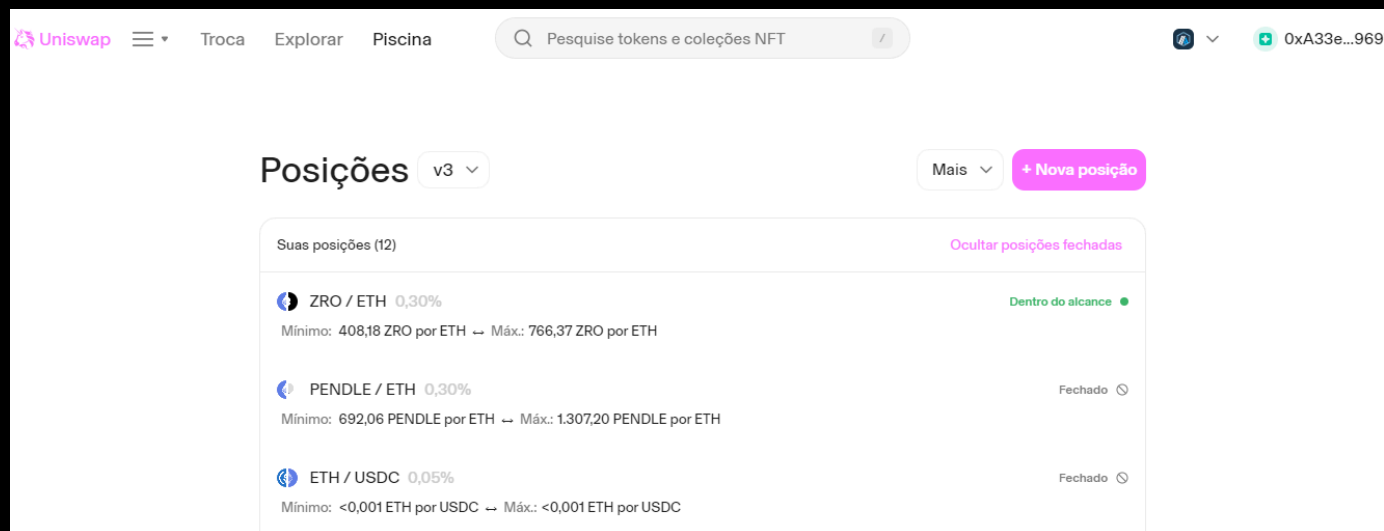 Uniswap Troca Explorar Piscina Pesquise tokens e coleções NFT / 0xA33e...969
Posições v3 Mais + Nova posição
Suas posições (12) Ocultar posições fechadas
ZRO / ETH 0,30% Dentro do alcance
Mínimo: 408,18 ZRO por ETH ↔ Máx.: 766,37 ZRO por ETH
PENDLE / ETH 0,30% Fechado
Mínimo: 692,06 PENDLE por ETH ↔ Máx.: 1.307,20 PENDLE por ETH
ETH / USDC 0,05% Fechado
Mínimo: <0,001 ETH por USDC ↔ Máx.: <0,001 ETH por USDC